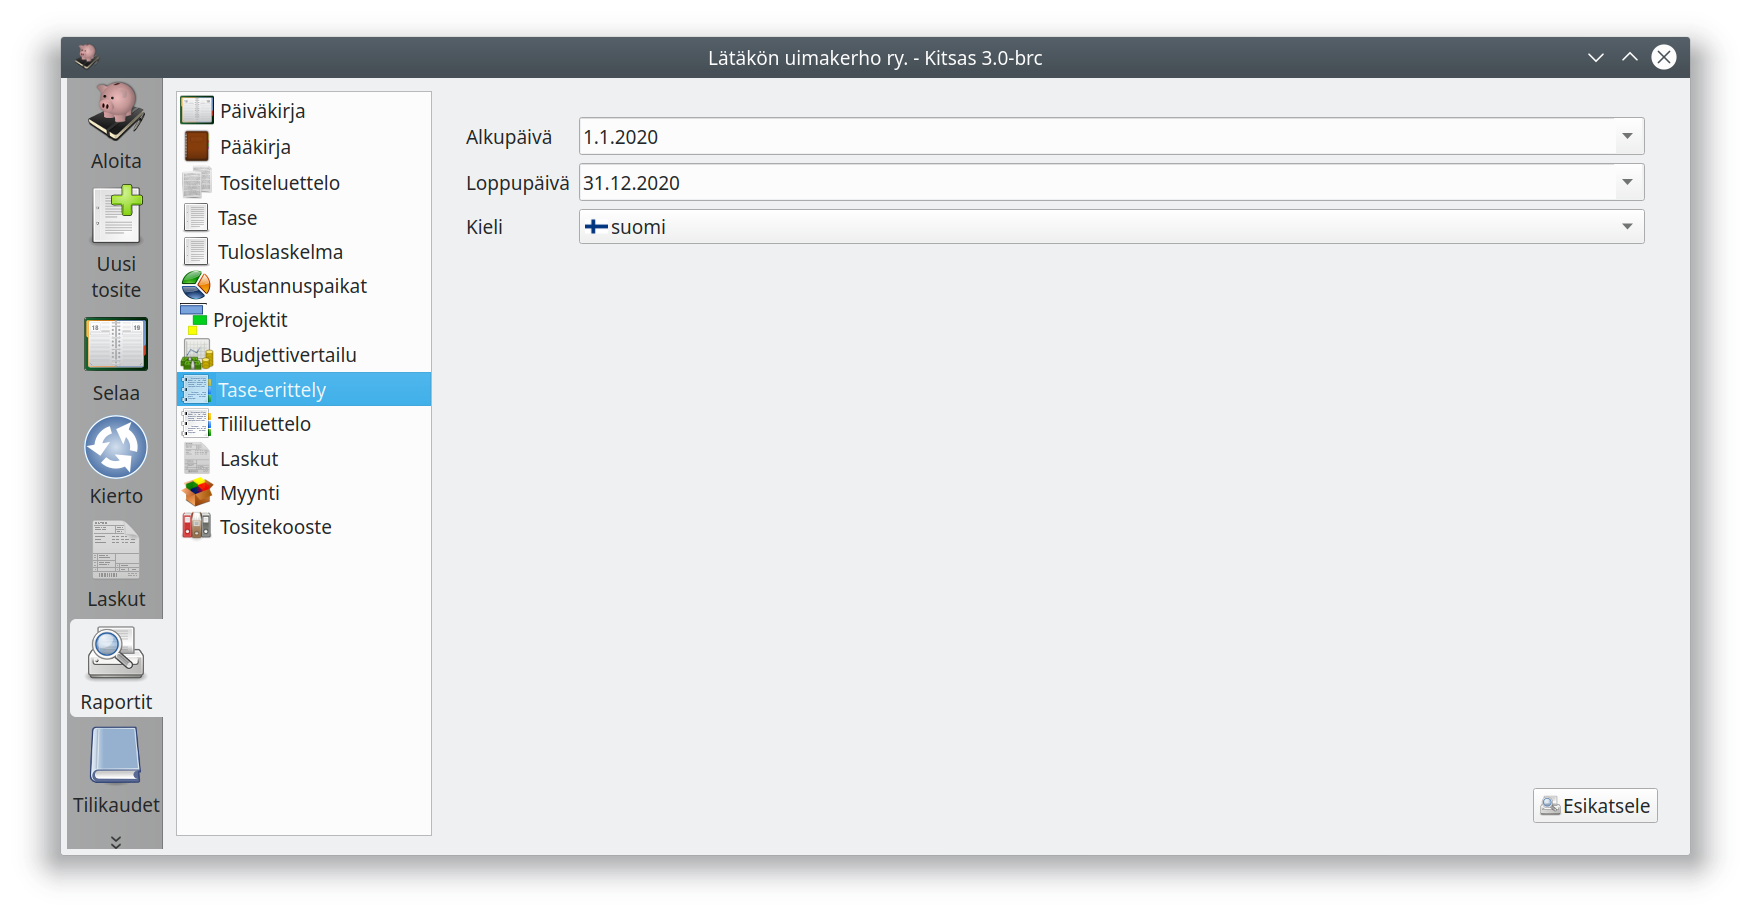 Lätäkön uimakerho ry. - Kitsas 3.0-brc
Aloita
Uusi
tosite
18 19
Selaa
Kierto
Laskut
Raportit
Tilikaudet
Päiväkirja
Pääkirja
Tositeluettelo
Tase
Tuloslaskelma
Kustannuspaikat
Projektit
Budjettivertailu
Tase-erittely
Tililuettelo
Laskut
Myynti
Tositekooste
Alkupäivä 1.1.2020
Loppupäivä 31.12.2020
Kieli suomi
Esikatsele